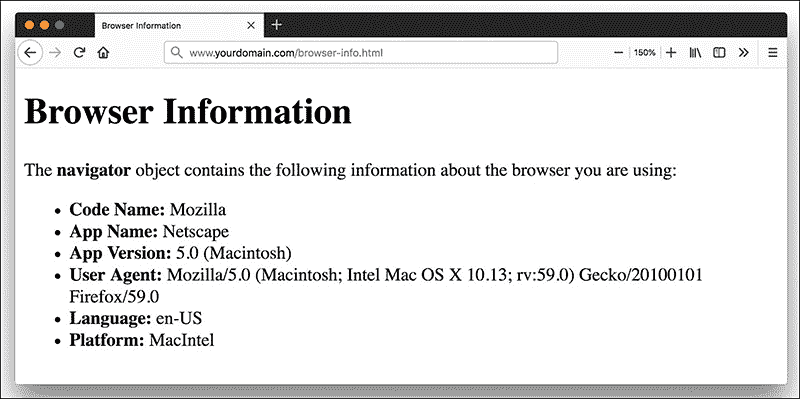 Browser Information
www.yourdomain.com/browser-info.html
150%
Browser Information
The navigator object contains the following information about the browser you are using:
• Code Name: Mozilla
• App Name: Netscape
• App Version: 5.0 (Macintosh)
• User Agent: Mozilla/5.0 (Macintosh; Intel Mac OS X 10.13; rv:59.0) Gecko/20100101
Firefox/59.0
• Language: en-US
• Platform: MacIntel